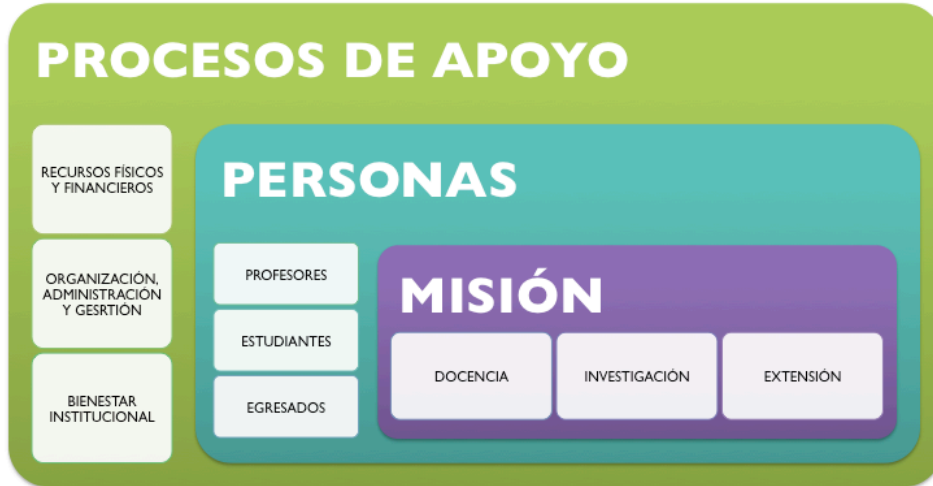 PROCESOS DE APOYO
RECURSOS FÍSICOS
Y FINANCIEROS
ORGANIZACIÓN,
ADMINISTRACIÓN
Y GESRTIÓN
BIENESTAR
INSTITUCIONAL
PERSONAS
PROFESORES
ESTUDIANTES
EGRESADOS
MISIÓN
DOCENCIA
INVESTIGACIÓN
EXTENSIÓN